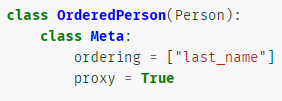 class OrderedPerson(Person):
    class Meta:
        ordering = ["last_name"]
        proxy = True